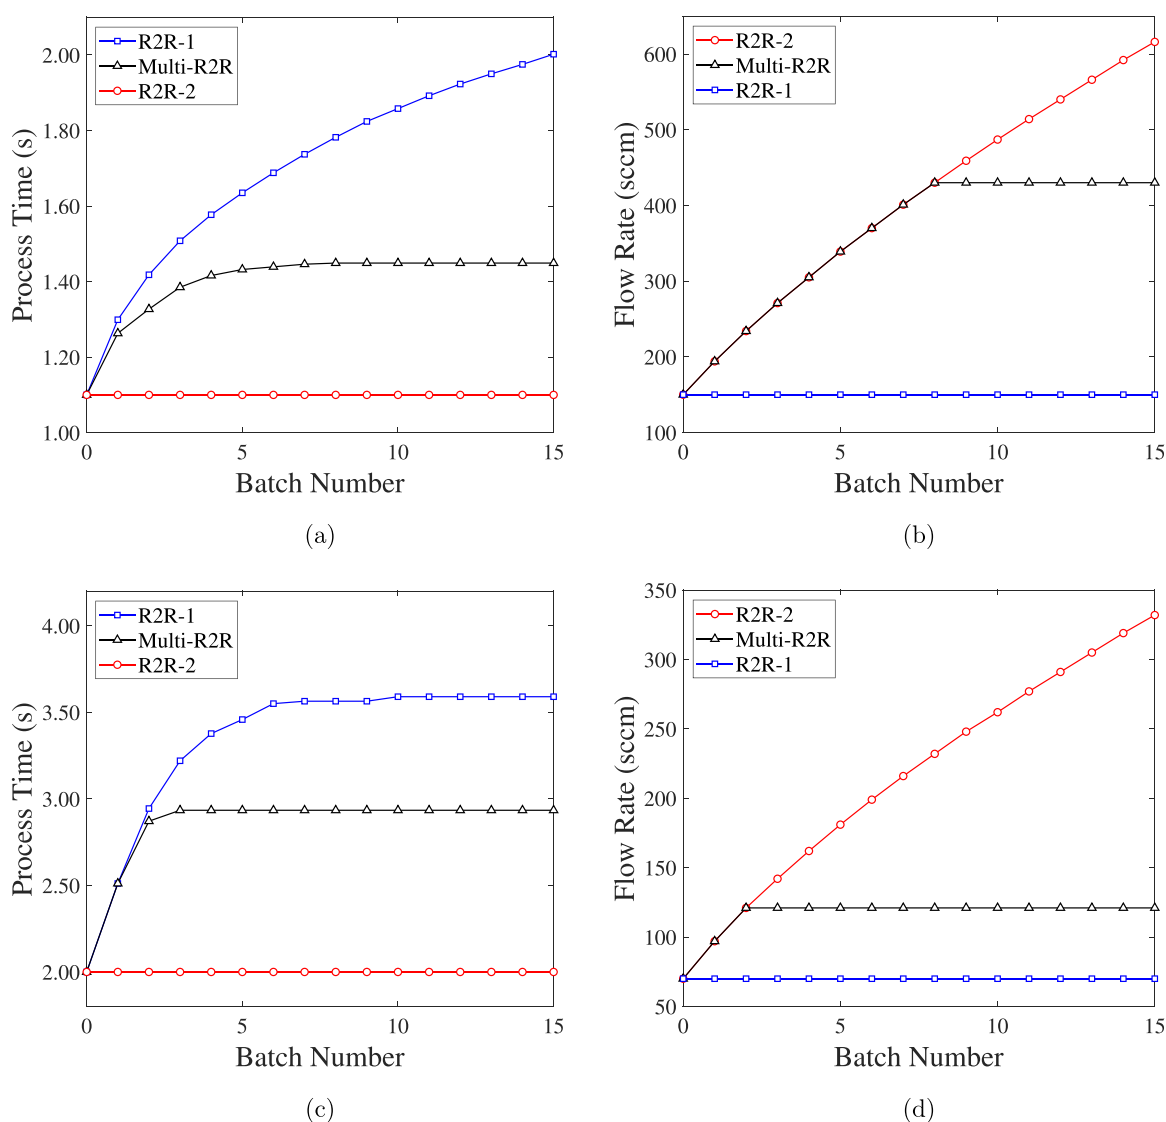 R2R-1
Multi-R2R
R2R-2
2.00
1.80
1.60
1.40
1.20
1.00
0 5 10 15
Process Time (s)
Batch Number
(a)
R2R-2
Multi-R2R
R2R-1
600
500
400
300
200
100
0 5 10 15
Flow Rate (sccm)
Batch Number
(b)
R2R-1
Multi-R2R
R2R-2
4.00
3.50
3.00
2.50
2.00
0 5 10 15
Process Time (s)
Batch Number
(c)
R2R-2
Multi-R2R
R2R-1
350
300
250
200
150
100
50
0 5 10 15
Flow Rate (sccm)
Batch Number
(d)